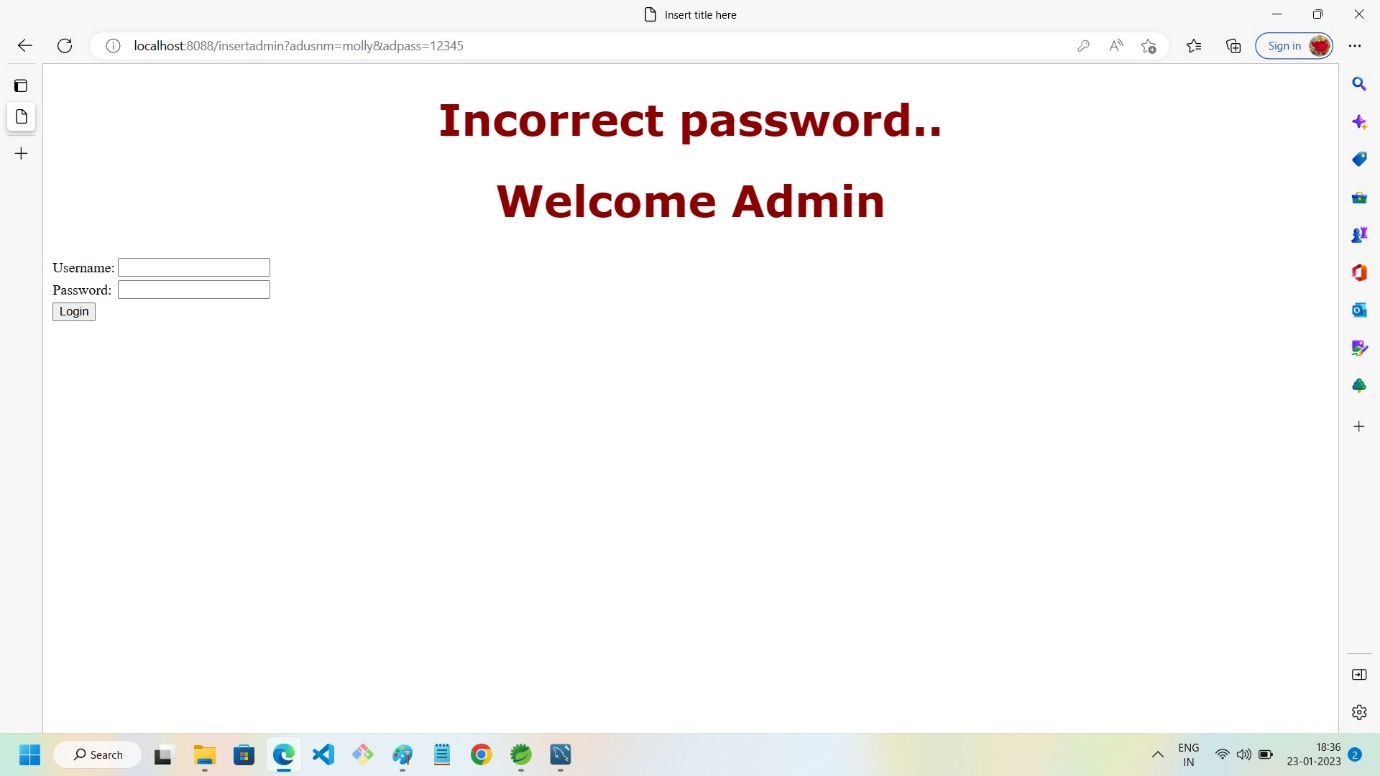 Insert title here
localhost:8088/insertadmin?adusnm=molly&adpass=12345
Sign in
Incorrect password..
Welcome Admin
Username:
Password:
Login
Search
ENG
IN
18:36
23-01-2023
2